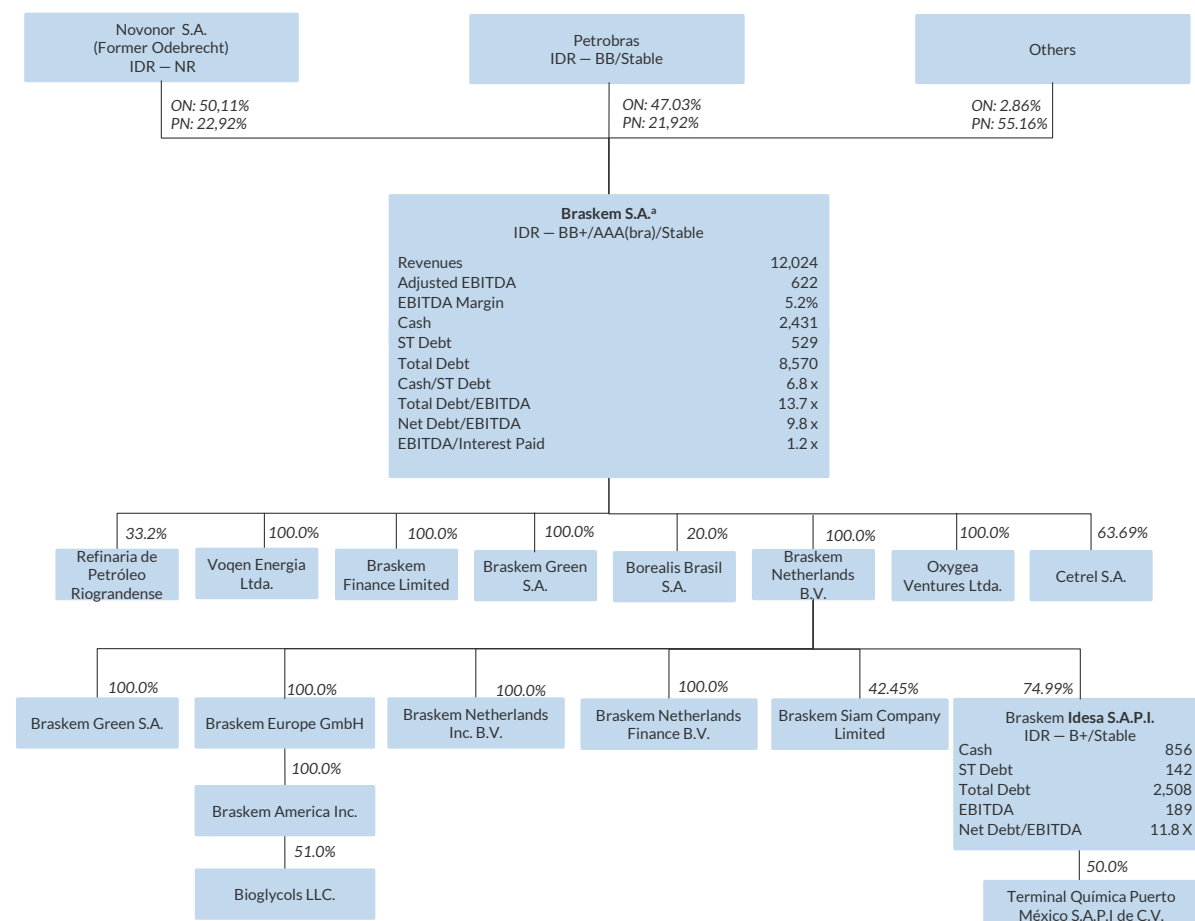 Novonor S.A.
(Former Odebrecht)
IDR — NR
Petrobras
IDR — BB/Stable
Others
ON: 50,11%
PN: 22,92%
ON: 47.03%
PN: 21,92%
ON: 2.86%
PN: 55.16%
Braskem S.A.ᵃ
IDR — BB+/AAA(bra)/Stable
Revenues 12,024
Adjusted EBITDA 622
EBITDA Margin 5.2%
Cash 2,431
ST Debt 529
Total Debt 8,570
Cash/ST Debt 6.8 x
Total Debt/EBITDA 13.7 x
Net Debt/EBITDA 9.8 x
EBITDA/Interest Paid 1.2 x
33.2%
100.0%
100.0%
100.0%
20.0%
100.0%
100.0%
63.69%
Refinaria de
Petróleo
Riograndense
Voqen Energia
Ltda.
Braskem
Finance Limited
Braskem Green
S.A.
Borealis Brasil
S.A.
Braskem
Netherlands
B.V.
Oxygea
Ventures Ltda.
Cetrel S.A.
100.0%
100.0%
100.0%
100.0%
42.45%
74.99%
Braskem Green S.A.
Braskem Europe GmbH
Braskem Netherlands
Inc. B.V.
Braskem Netherlands
Finance B.V.
Braskem Siam Company
Limited
Braskem Idesa S.A.P.I.
IDR — B+/Stable
Cash 856
ST Debt 142
Total Debt 2,508
EBITDA 189
Net Debt/EBITDA 11.8 X
100.0%
Braskem America Inc.
51.0%
Bioglycols LLC.
50.0%
Terminal Química Puerto
México S.A.P.I de C.V.